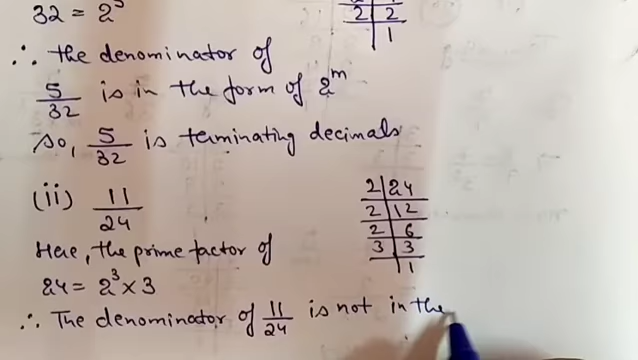 32 = 2⁵
2 2
1
∴ the denominator of
5/32 is in the form of 2ᵐ
So, 5/32 is terminating decimals
(ii) 11/24
2 24
2 12
2 6
3 3
1
Here, the prime factor of
24 = 2³ × 3
∴ The denominator of 11/24 is not in the